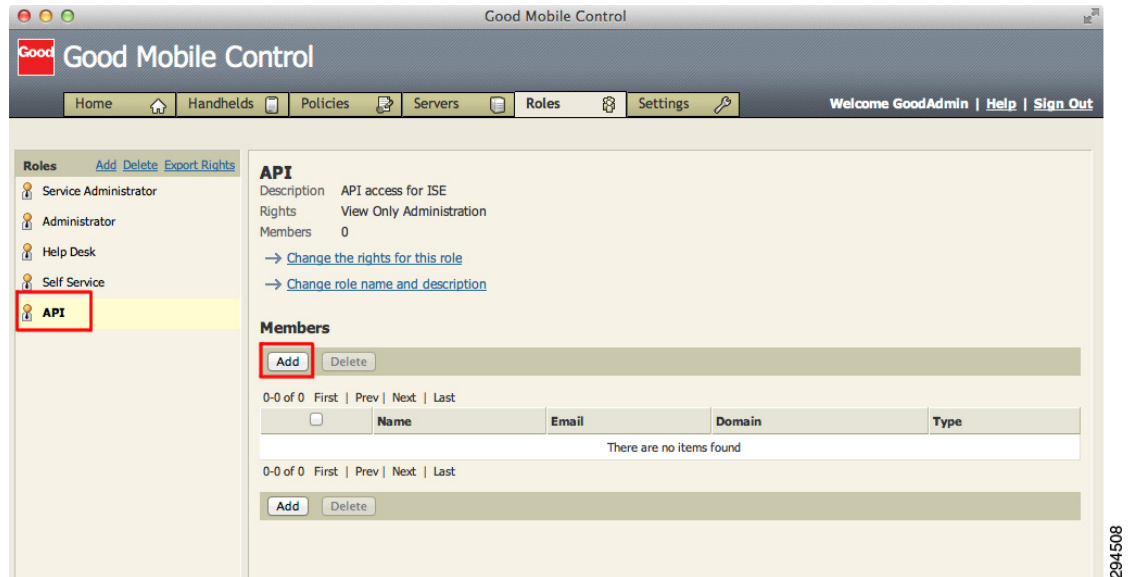 Good Mobile Control
Good Good Mobile Control
Home Handhelds Policies Servers Roles Settings Welcome GoodAdmin | Help | Sign Out
Roles Add Delete Export Rights
Service Administrator
Administrator
Help Desk
Self Service
API
API
Description API access for ISE
Rights View Only Administration
Members 0
Change the rights for this role
Change role name and description
Members
Add Delete
0-0 of 0 First | Prev | Next | Last
Name Email Domain Type
There are no items found
0-0 of 0 First | Prev | Next | Last
Add Delete
294508